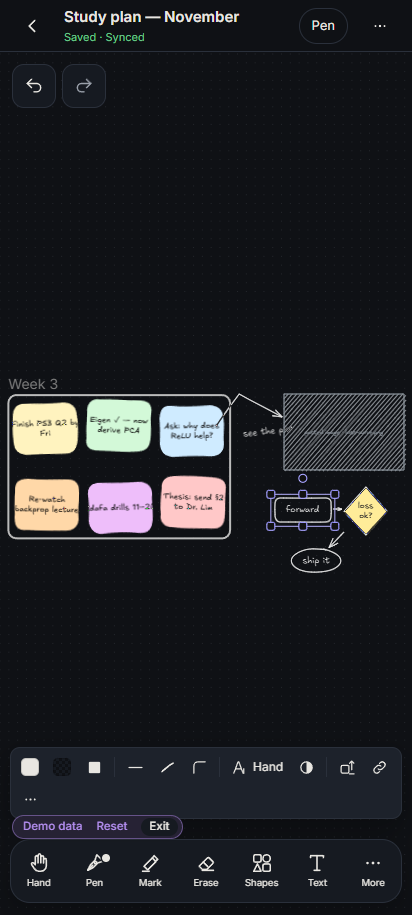 Study plan — November
Saved · Synced
Pen
Week 3
Finish PS3 Q2 by
Fri
Eigen ✓ — now
derive PCA
Ask: why does
ReLU help?
see the
Re-watch
backprop lecture
drills 11–
Thesis: send §2
to Dr. Lin
forward
loss
ok?
ship it
Hand
Demo data
Reset
Exit
Hand
Pen
Mark
Erase
Shapes
Text
More